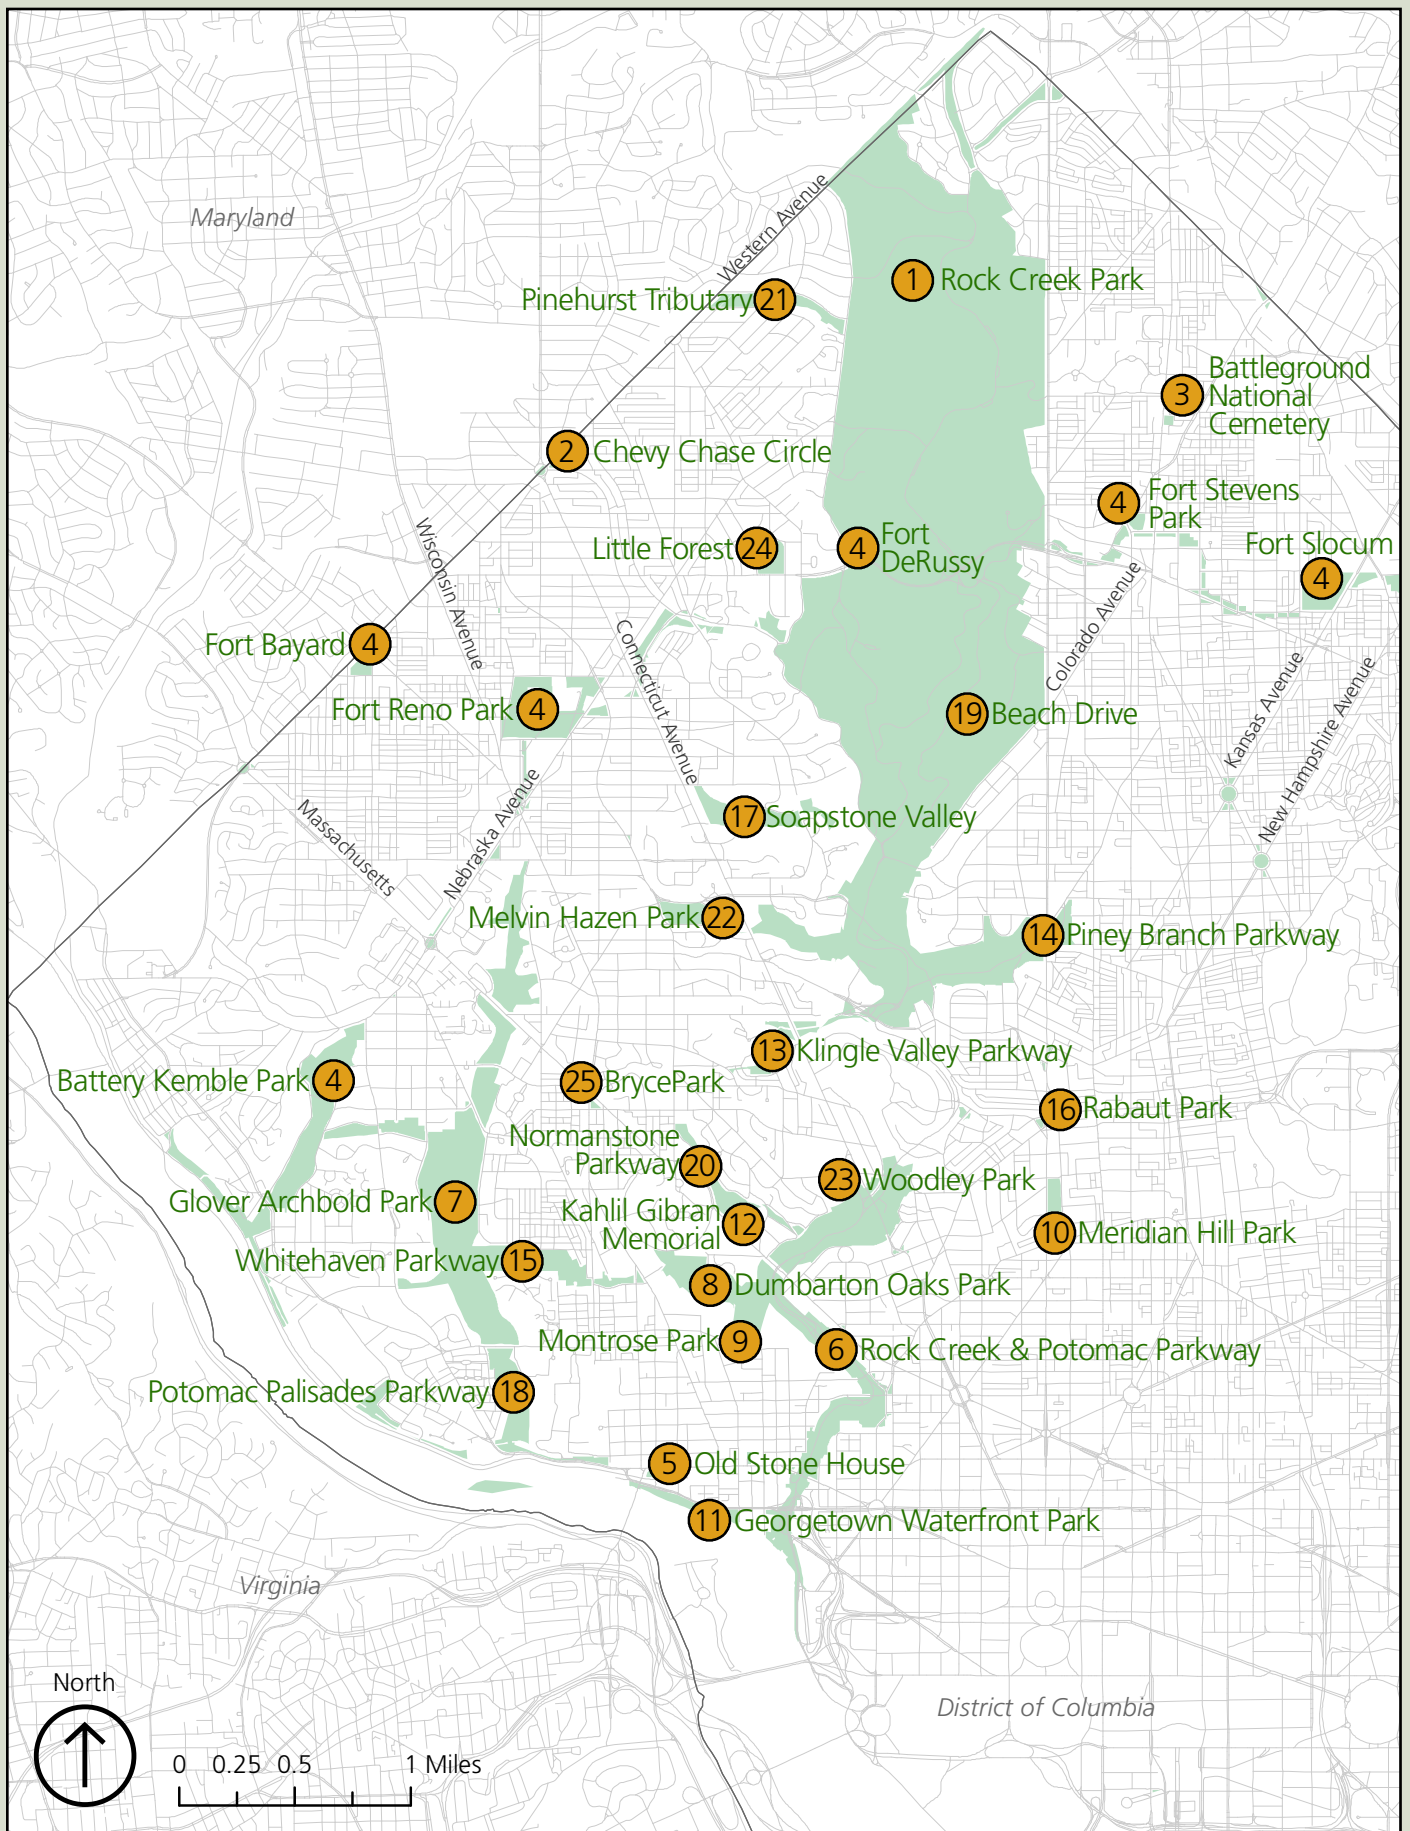 Maryland
Western Avenue
1
Rock Creek Park
Pinehurst Tributary
21
3
Battleground
National
Cemetery
2
Chevy Chase Circle
4
Fort Stevens
Park
Wisconsin Avenue
Little Forest
24
4
Fort
DeRussy
Fort Slocum
4
Colorado Avenue
Fort Bayard
4
Connecticut Avenue
Kansas Avenue
New Hampshire Avenue
Fort Reno Park
4
19
Beach Drive
Massachusetts
Nebraska Avenue
17
Soapstone Valley
Melvin Hazen Park
22
14
Piney Branch Parkway
13
Klingle Valley Parkway
Battery Kemble Park
4
25
BrycePark
16
Rabaut Park
Normanstone
Parkway
20
23
Woodley Park
Glover Archbold Park
7
Kahlil Gibran
Memorial
12
10
Meridian Hill Park
Whitehaven Parkway
15
8
Dumbarton Oaks Park
Montrose Park
9
6
Rock Creek & Potomac Parkway
Potomac Palisades Parkway
18
5
Old Stone House
11
Georgetown Waterfront Park
Virginia
North
District of Columbia
0 0.25 0.5 1 Miles